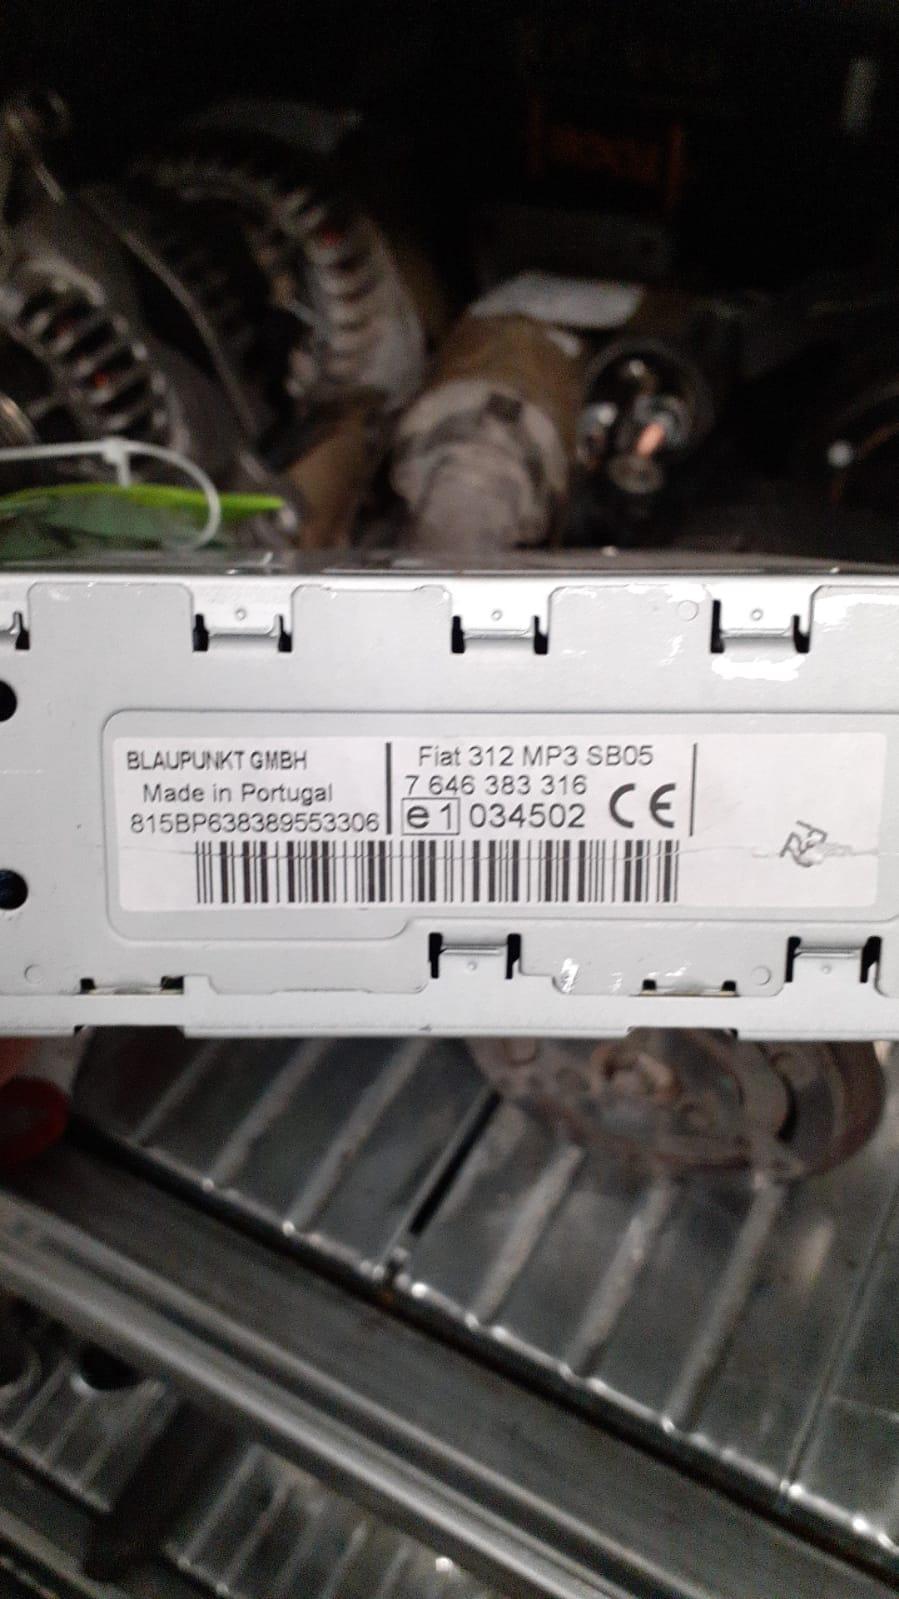 BLAUPUNKT GMBH
Made in Portugal
815BP638389553306
Fiat 312 MP3 SB05
7 646 383 316
e1 034502 CE